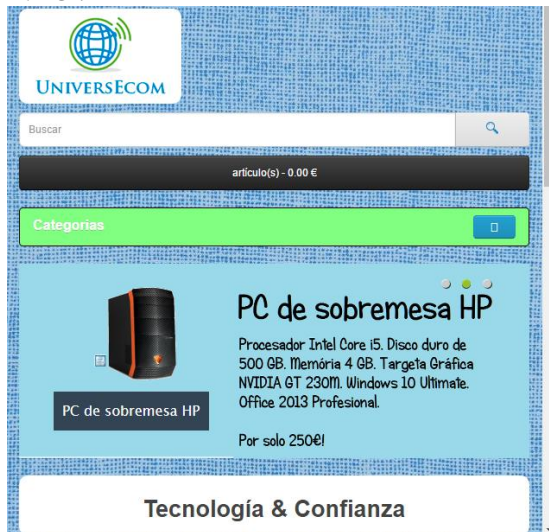 UNIVERSECOM
Buscar
artículo(s) - 0.00 €
Categorías
PC de sobremesa HP
Procesador Intel Core i5. Disco duro de
500 GB. Memória 4 GB. Targeta Gráfica
NVIDIA GT 230M. Windows 10 Ultimate.
Office 2013 Profesional.
Por solo 250€!
PC de sobremesa HP
Tecnología & Confianza